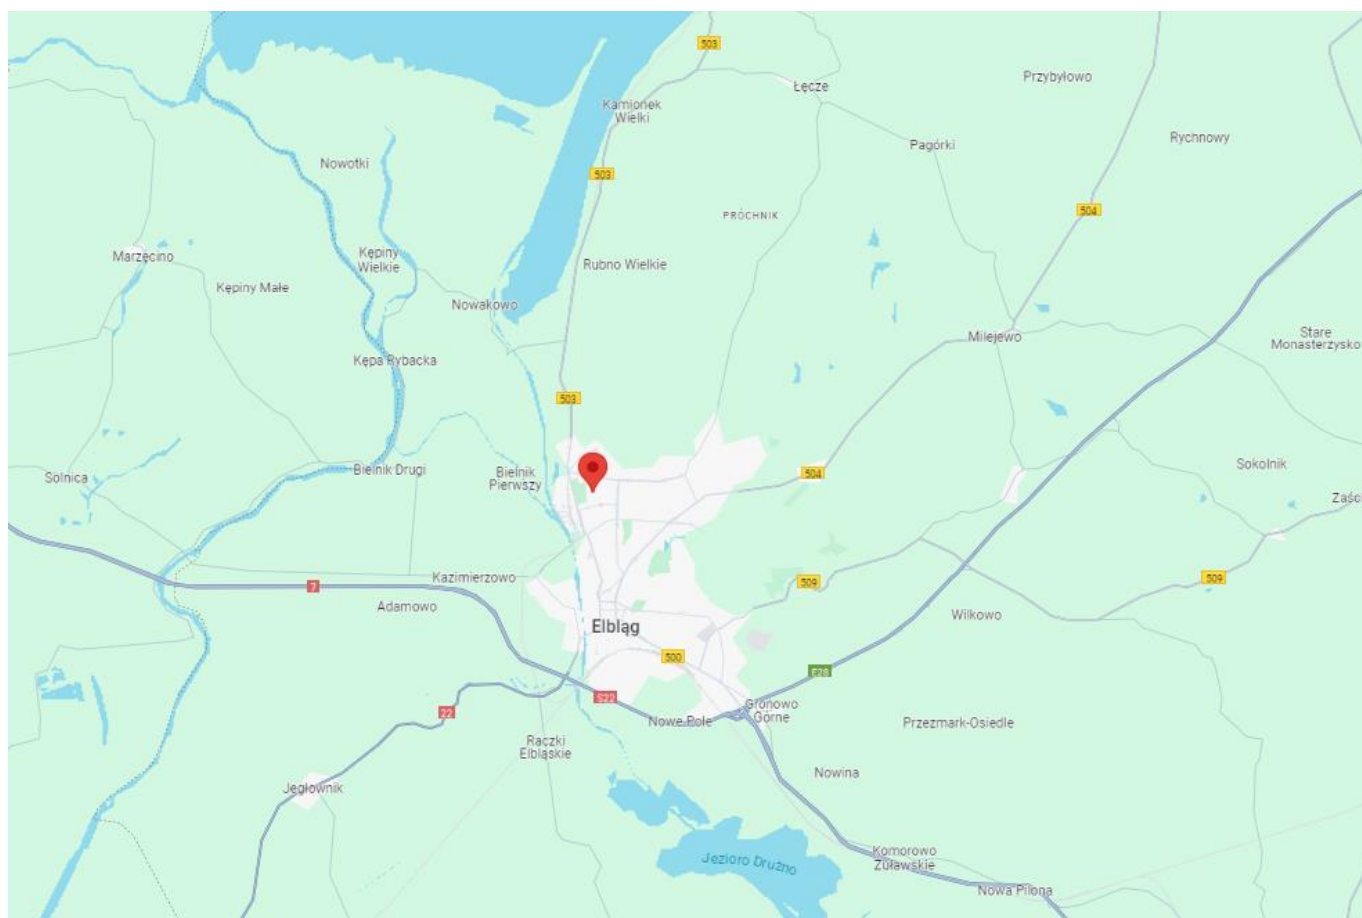 503
Łęcze
Przybyłowo
Kamionek
Wielki
Pagórki
Rychnowy
Nowotki
503
504
PRÓCHNIK
Marzęcino
Kępiny
Wielkie
Rubno Wielkie
Kępiny Małe
Nowakowo
Milejewo
Stare
Monasterzysko
Kępa Rybacka
503
Solnica
Bielnik Drugi
Bielnik
Pierwszy
504
Sokolnik
Zaśc
Kazimierzowo
7
509
509
Adamowo
Elbląg
Wilkowo
500
E28
S22
22
Nowe Pole
Gronowo
Górne
Przezmark-Osiedle
Raczki
Elbląskie
Nowina
Jegłownik
Jezioro Drużno
Komorowo
Żuławskie
Nowa Pilona